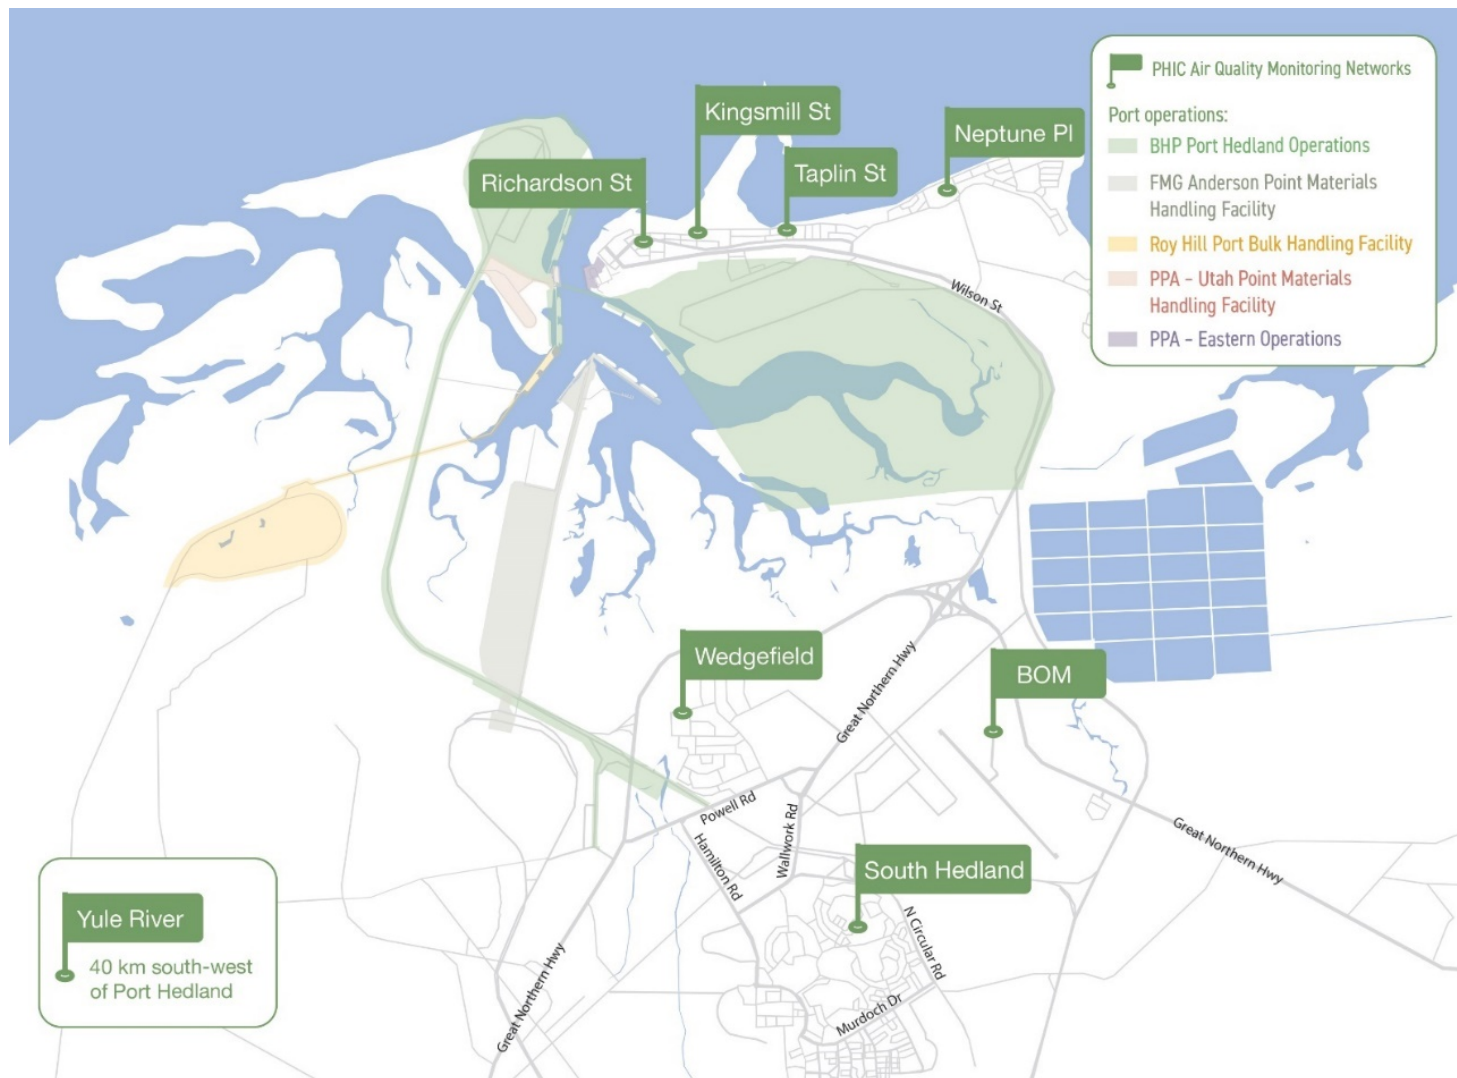 PHIC Air Quality Monitoring Networks
Port operations:
BHP Port Hedland Operations
FMG Anderson Point Materials
Handling Facility
Roy Hill Port Bulk Handling Facility
PPA – Utah Point Materials
Handling Facility
PPA – Eastern Operations
Kingsmill St
Neptune Pl
Taplin St
Richardson St
Wilson St
Wedgefield
BOM
Great Northern Hwy
Powell Rd
Wallwork Rd
Hamilton Rd
Great Northern Hwy
South Hedland
N Circular Rd
Murdoch Dr
Great Northern Hwy
Yule River
40 km south-west
of Port Hedland